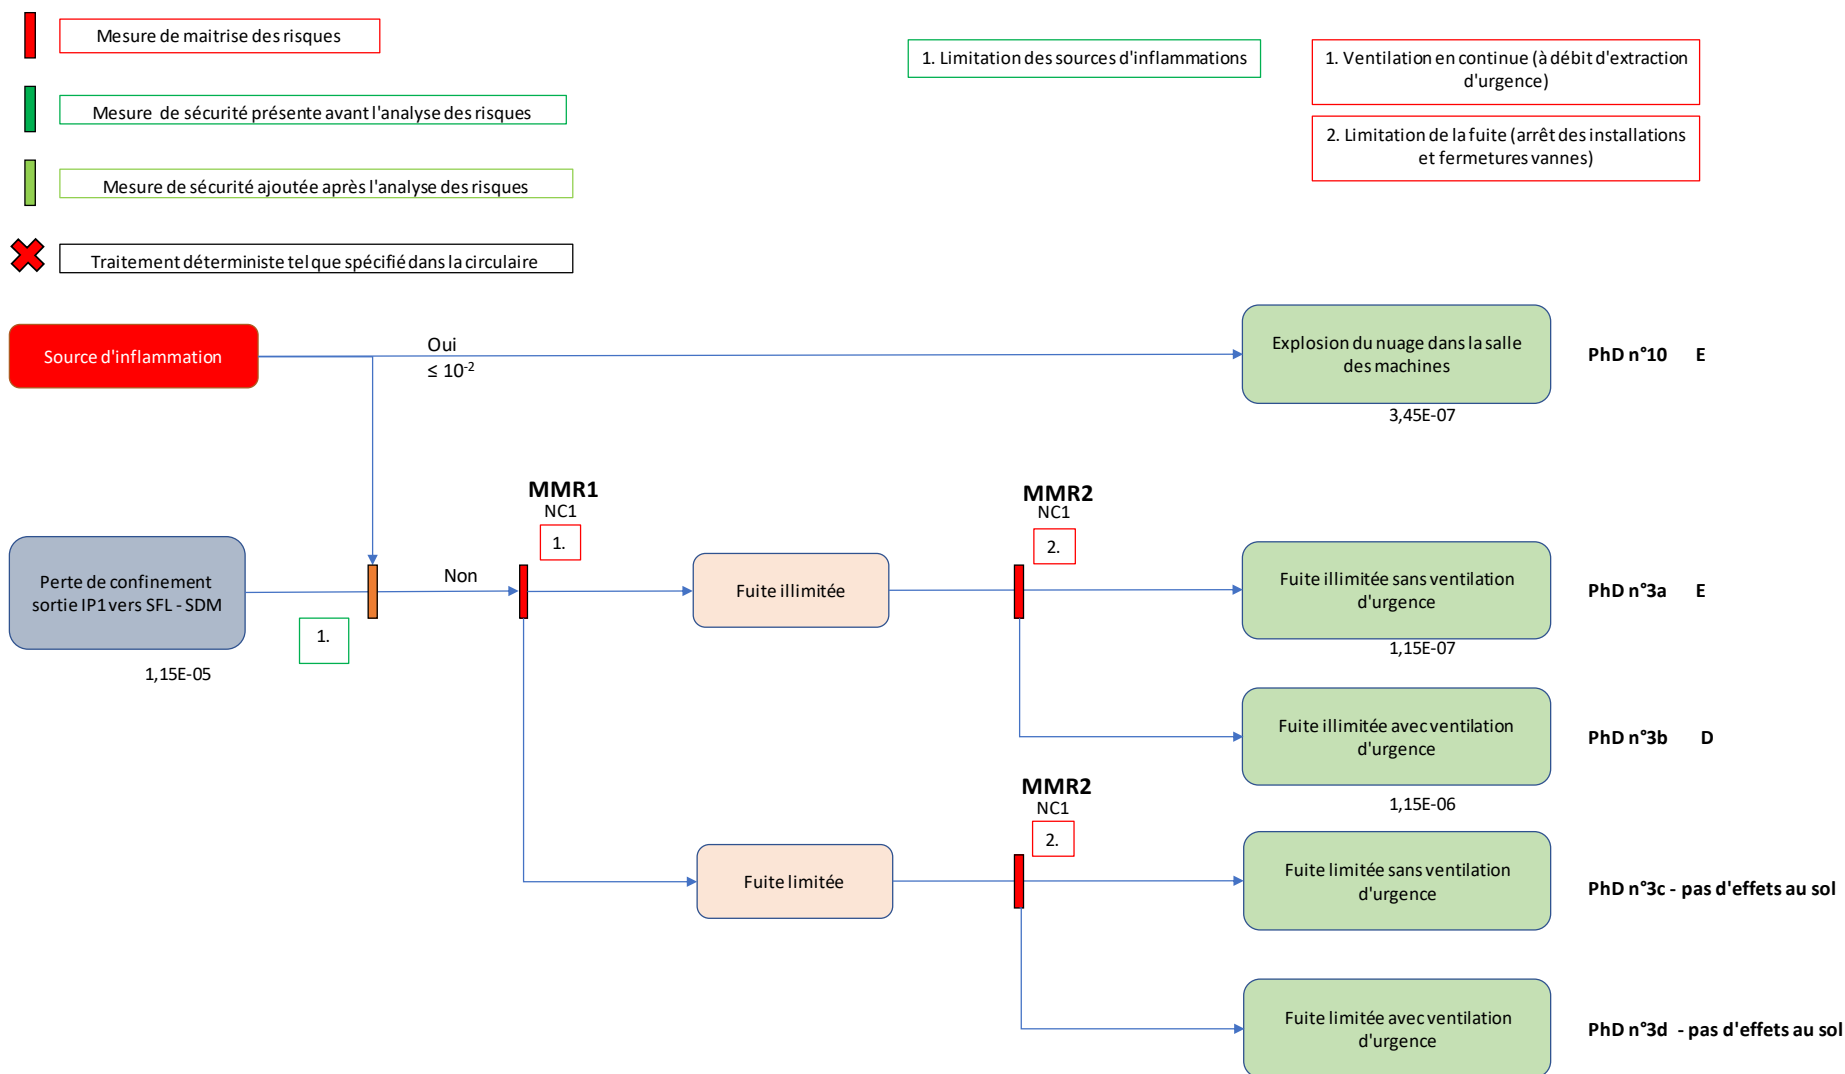 Mesure de maitrise des risques
Mesure de sécurité présente avant l'analyse des risques
Mesure de sécurité ajoutée après l'analyse des risques
Traitement déterministe tel que spécifié dans la circulaire
1. Limitation des sources d'inflammations
1. Ventilation en continue (à débit d'extraction
d'urgence)
2. Limitation de la fuite (arrêt des installations
et fermetures vannes)
Source d'inflammation
Oui
≤ 10⁻²
Explosion du nuage dans la salle
des machines
3,45E-07
PhD n°10 E
Perte de confinement
sortie IP1 vers SFL - SDM
1,15E-05
1.
Non
MMR1
NC1
1.
Fuite illimitée
MMR2
NC1
2.
Fuite illimitée sans ventilation
d'urgence
1,15E-07
PhD n°3a E
Fuite illimitée avec ventilation
d'urgence
1,15E-06
PhD n°3b D
Fuite limitée
MMR2
NC1
2.
Fuite limitée sans ventilation
d'urgence
PhD n°3c - pas d'effets au sol
Fuite limitée avec ventilation
d'urgence
PhD n°3d - pas d'effets au sol